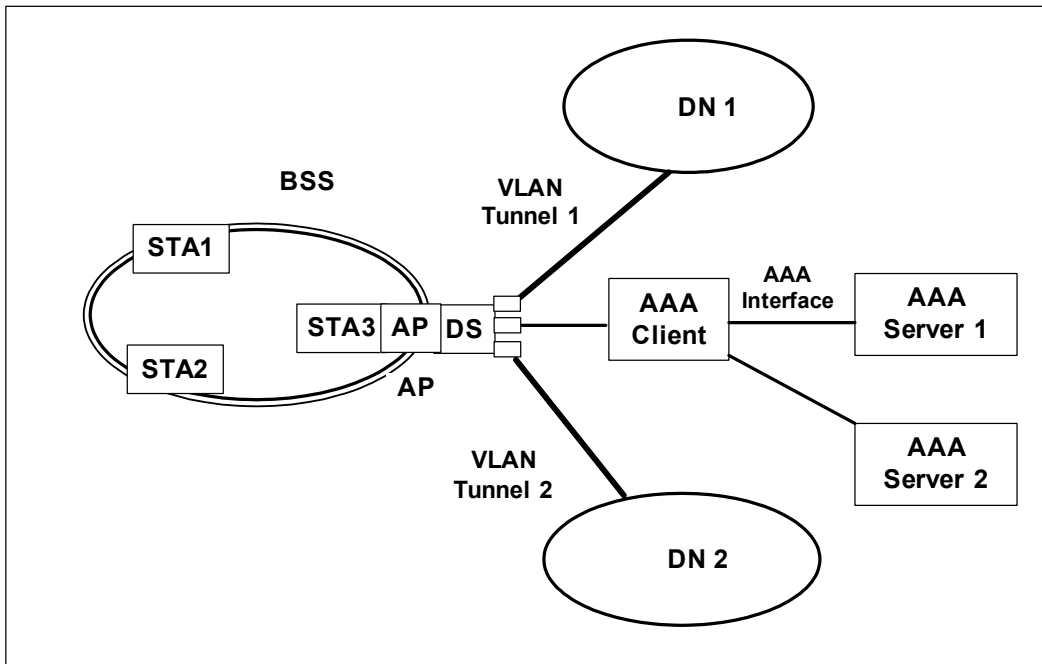 DN 1
BSS
VLAN
Tunnel 1
STA1
AAA
Interface
AAA
Client
AAA
Server 1
STA3 AP DS
STA2
AP
VLAN
Tunnel 2
AAA
Server 2
DN 2